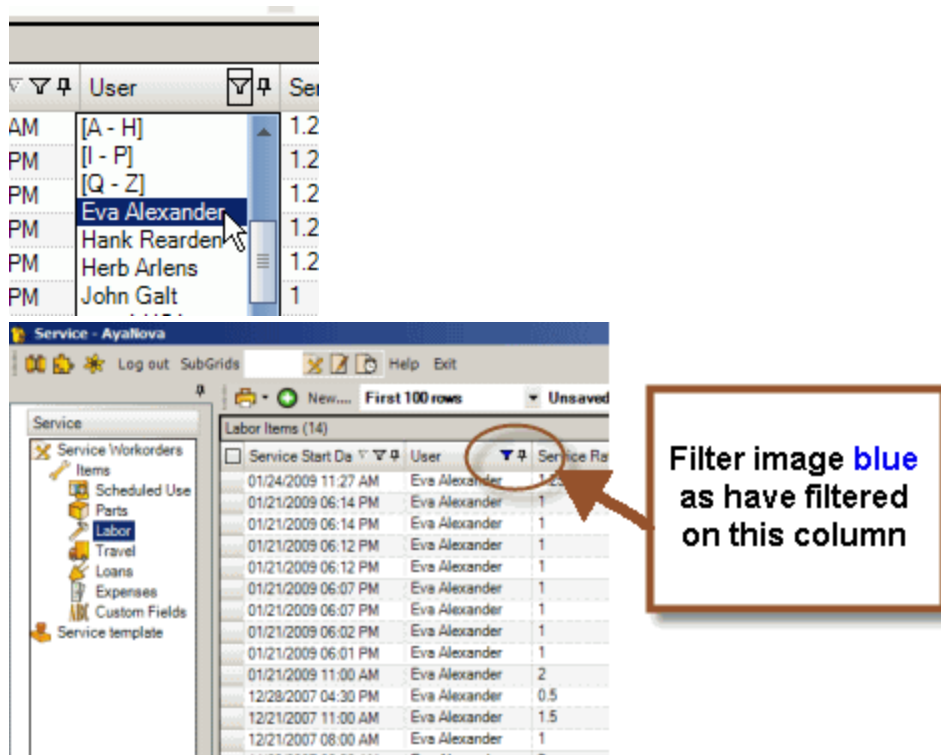 User Ser
AM [A - H] 1.2
PM [I - P] 1.2
PM [Q - Z] 1.2
PM Eva Alexander 1.2
PM Hank Rearden 1.2
PM Herb Arlens
PM John Galt 1
Service - AyaNova
Log out SubGrids Help Exit
New.... First 100 rows Unsaved
Service
Service Workorders
Items
Scheduled Use
Parts
Labor
Travel
Loans
Expenses
Custom Fields
Service template
Labor Items (14)
Service Start Da User Service Ra
01/24/2009 11:27 AM Eva Alexander
01/21/2009 06:14 PM Eva Alexander 1
01/21/2009 06:14 PM Eva Alexander 1
01/21/2009 06:12 PM Eva Alexander 1
01/21/2009 06:12 PM Eva Alexander 1
01/21/2009 06:07 PM Eva Alexander 1
01/21/2009 06:07 PM Eva Alexander 1
01/21/2009 06:02 PM Eva Alexander 1
01/21/2009 06:01 PM Eva Alexander 1
01/21/2009 11:00 AM Eva Alexander 2
12/28/2007 04:30 PM Eva Alexander 0.5
12/21/2007 11:00 AM Eva Alexander 1.5
12/21/2007 08:00 AM Eva Alexander 1
Filter image blue
as have filtered
on this column